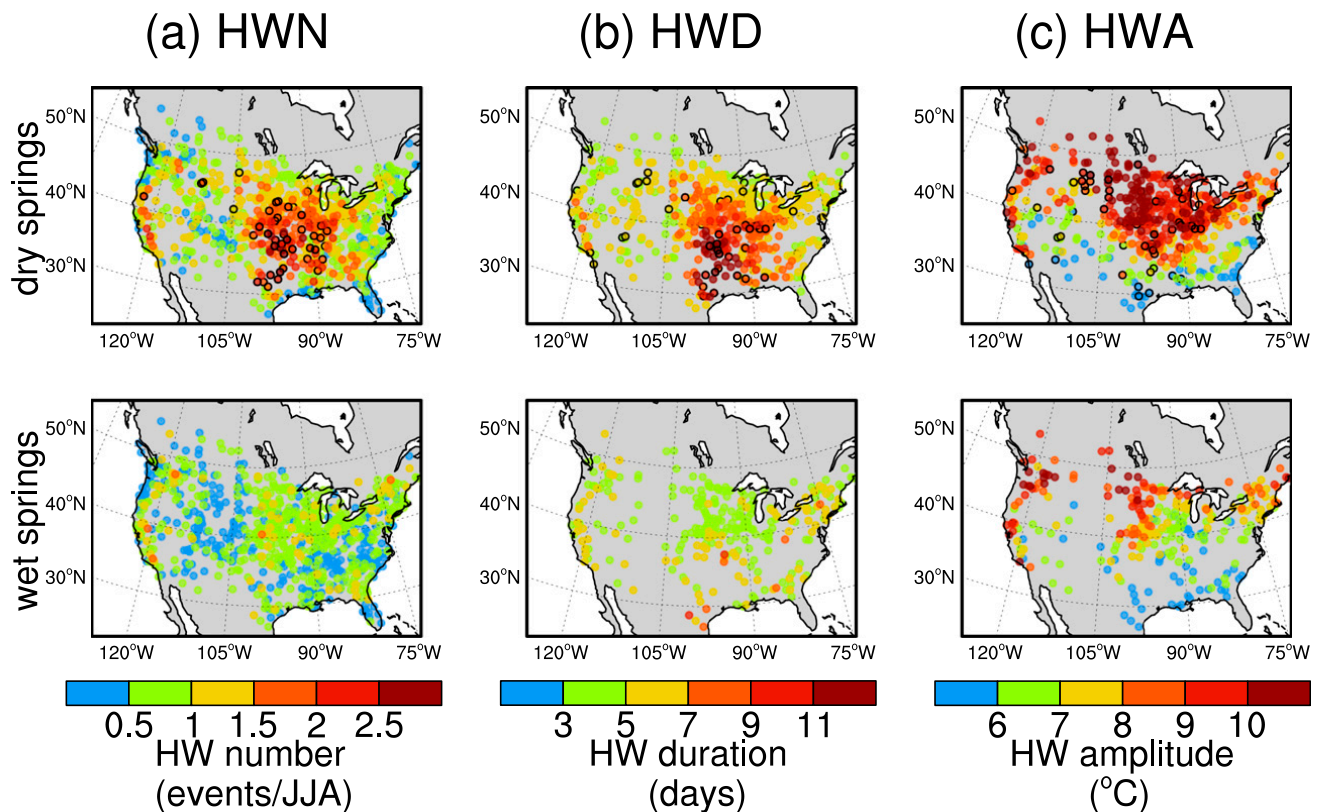 (a) HWN (b) HWD (c) HWA
dry springs
50°N 50°N 50°N
40°N 40°N 40°N
30°N 30°N 30°N
120°W 105°W 90°W 75°W 120°W 105°W 90°W 75°W 120°W 105°W 90°W 75°W
wet springs
50°N 50°N 50°N
40°N 40°N 40°N
30°N 30°N 30°N
120°W 105°W 90°W 75°W 120°W 105°W 90°W 75°W 120°W 105°W 90°W 75°W
0.5 1 1.5 2 2.5 3 5 7 9 11 6 7 8 9 10
HW number HW duration HW amplitude
(events/JJA) (days) (°C)